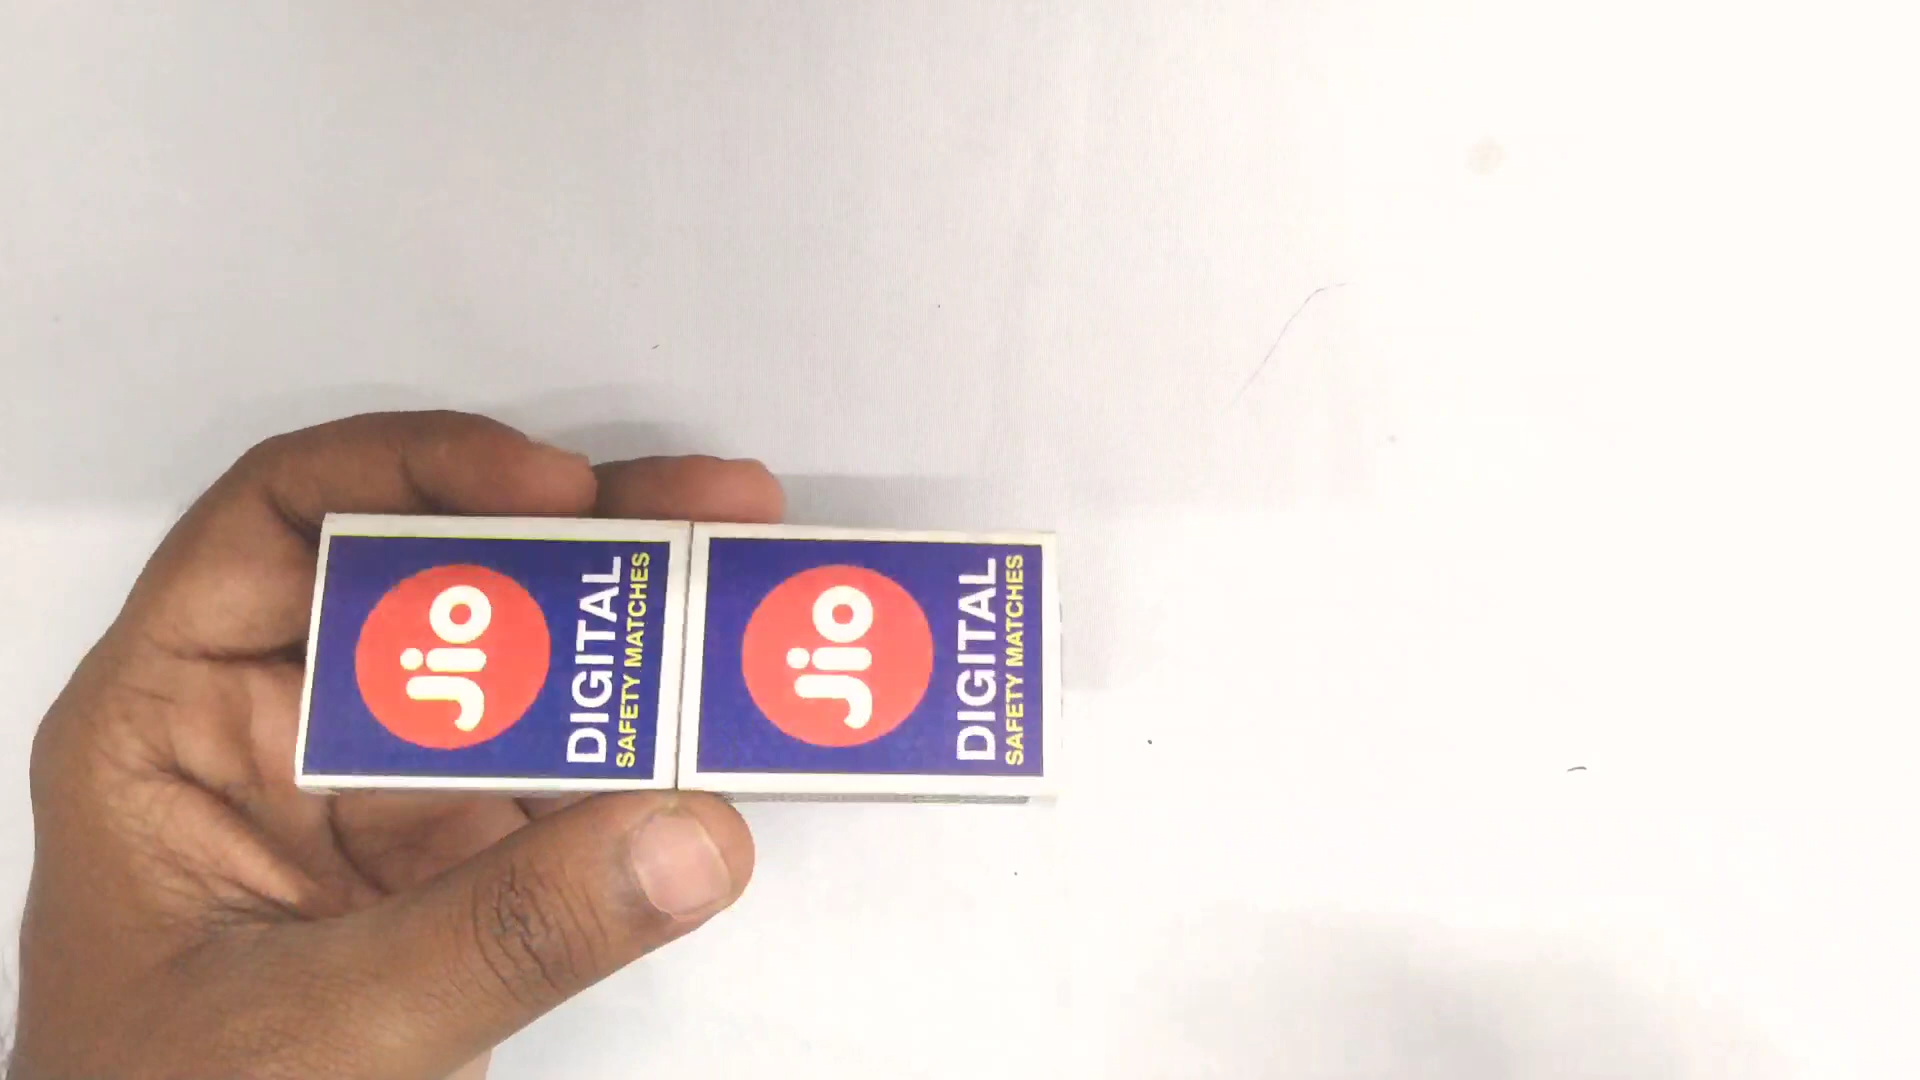 Jio
DIGITAL
SAFETY MATCHES
Jio
DIGITAL
SAFETY MATCHES